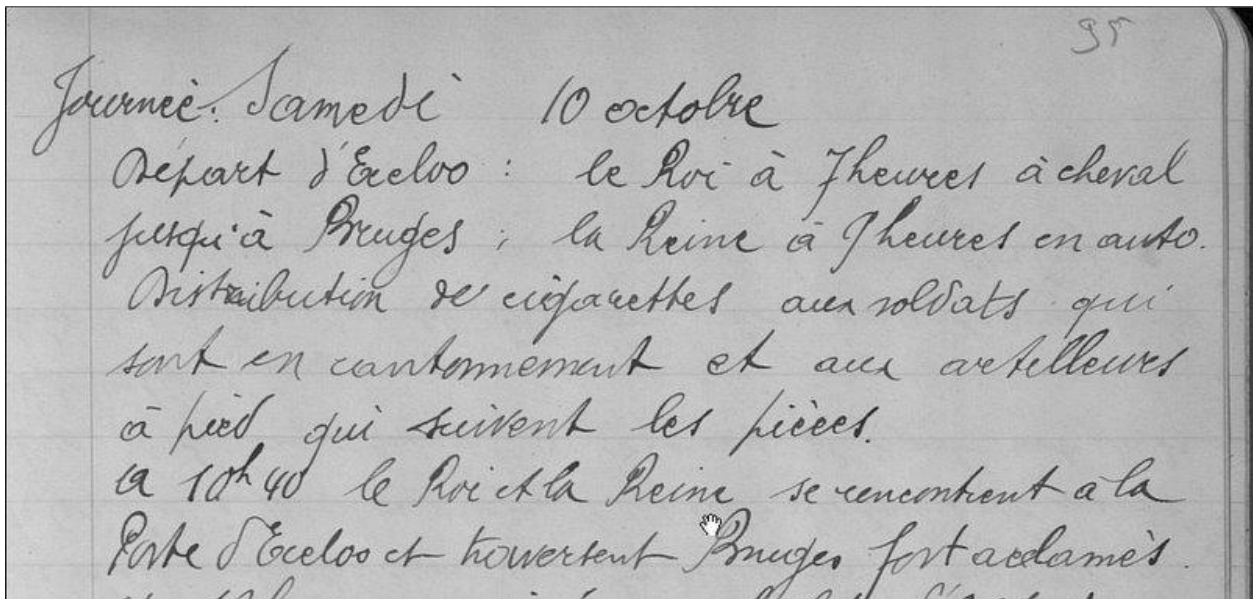 95
Journée : Samedi 10 octobre
Départ d'Eecloo : le Roi à 7 heures à cheval
jusqu'à Bruges ; la Reine à 9 heures en auto.
Distribution de cigarettes aux soldats qui
sont en cantonnement et aux artilleurs
à pied qui suivent les pièces.
A 10h40 le Roi et la Reine se rencontrent à la
Porte d'Eecloo et traversent Bruges fort acclamés.